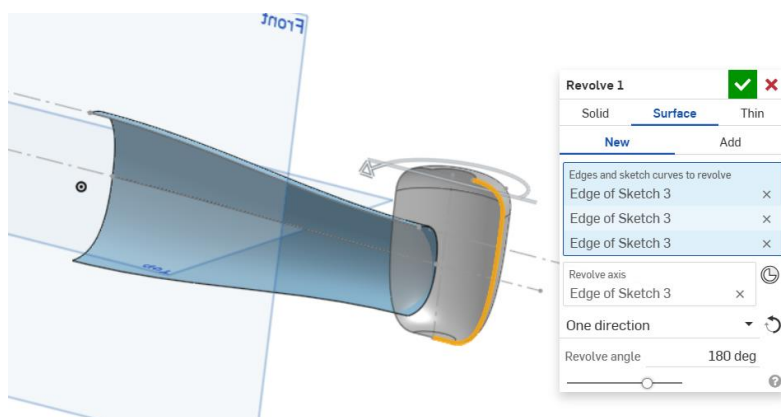 Front
Top
Revolve 1
Solid Surface Thin
New Add
Edges and sketch curves to revolve
Edge of Sketch 3
Edge of Sketch 3
Edge of Sketch 3
Revolve axis
Edge of Sketch 3
One direction
Revolve angle 180 deg